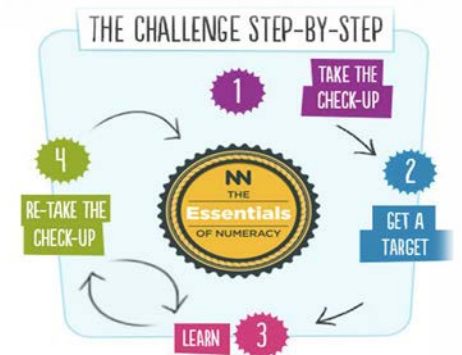 THE CHALLENGE STEP-BY-STEP
1
TAKE THE
CHECK-UP
2
GET A
TARGET
LEARN 3
4
RE-TAKE THE
CHECK-UP
NN
THE
Essentials
OF NUMERACY